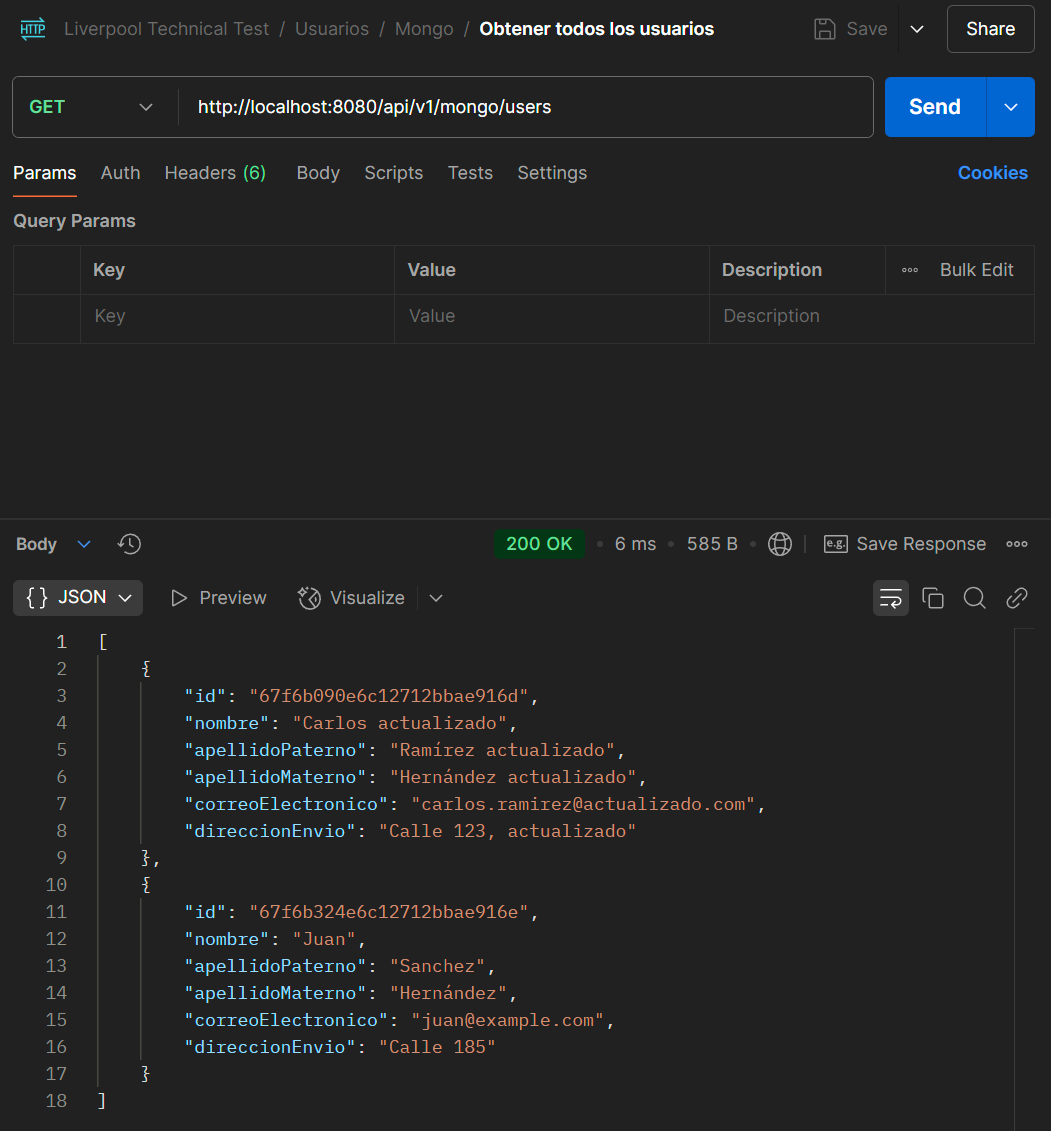 HTTP Liverpool Technical Test / Usuarios / Mongo / Obtener todos los usuarios Save Share
GET http://localhost:8080/api/v1/mongo/users Send
Params Auth Headers (6) Body Scripts Tests Settings Cookies
Query Params
Key Value Description Bulk Edit
Key Value Description
Body 200 OK 6 ms 585 B e.g. Save Response
{} JSON Preview Visualize
1 [
2 {
3 "id": "67f6b090e6c12712bbae916d",
4 "nombre": "Carlos actualizado",
5 "apellidoPaterno": "Ramírez actualizado",
6 "apellidoMaterno": "Hernández actualizado",
7 "correoElectronico": "carlos.ramirez@actualizado.com",
8 "direccionEnvio": "Calle 123, actualizado"
9 },
10 {
11 "id": "67f6b324e6c12712bbae916e",
12 "nombre": "Juan",
13 "apellidoPaterno": "Sanchez",
14 "apellidoMaterno": "Hernández",
15 "correoElectronico": "juan@example.com",
16 "direccionEnvio": "Calle 185"
17 }
18 ]